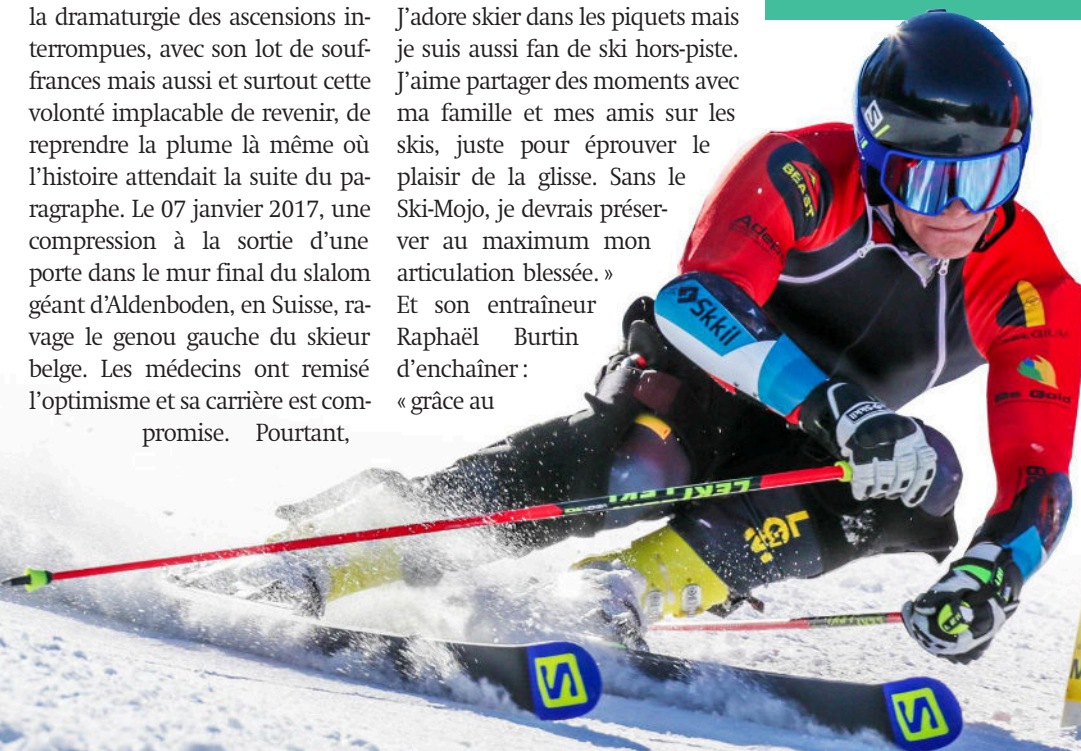 la dramaturgie des ascensions in-
terrompues, avec son lot de souf-
frances mais aussi et surtout cette
volonté implacable de revenir, de
reprendre la plume là même où
l’histoire attendait la suite du pa-
ragraphe. Le 07 janvier 2017, une
compression à la sortie d’une
porte dans le mur final du slalom
géant d’Aldenboden, en Suisse, ra-
vage le genou gauche du skieur
belge. Les médecins ont remisé
l’optimisme et sa carrière est com-
promise. Pourtant,
J’adore skier dans les piquets mais
je suis aussi fan de ski hors-piste.
J’aime partager des moments avec
ma famille et mes amis sur les
skis, juste pour éprouver le
plaisir de la glisse. Sans le
Ski-Mojo, je devrais préser-
ver au maximum mon
articulation blessée. »
Et son entraîneur
Raphaël Burtin
d’enchaîner :
« grâce au
BEAST
Skkil
Be Gold
LEKI LEKI